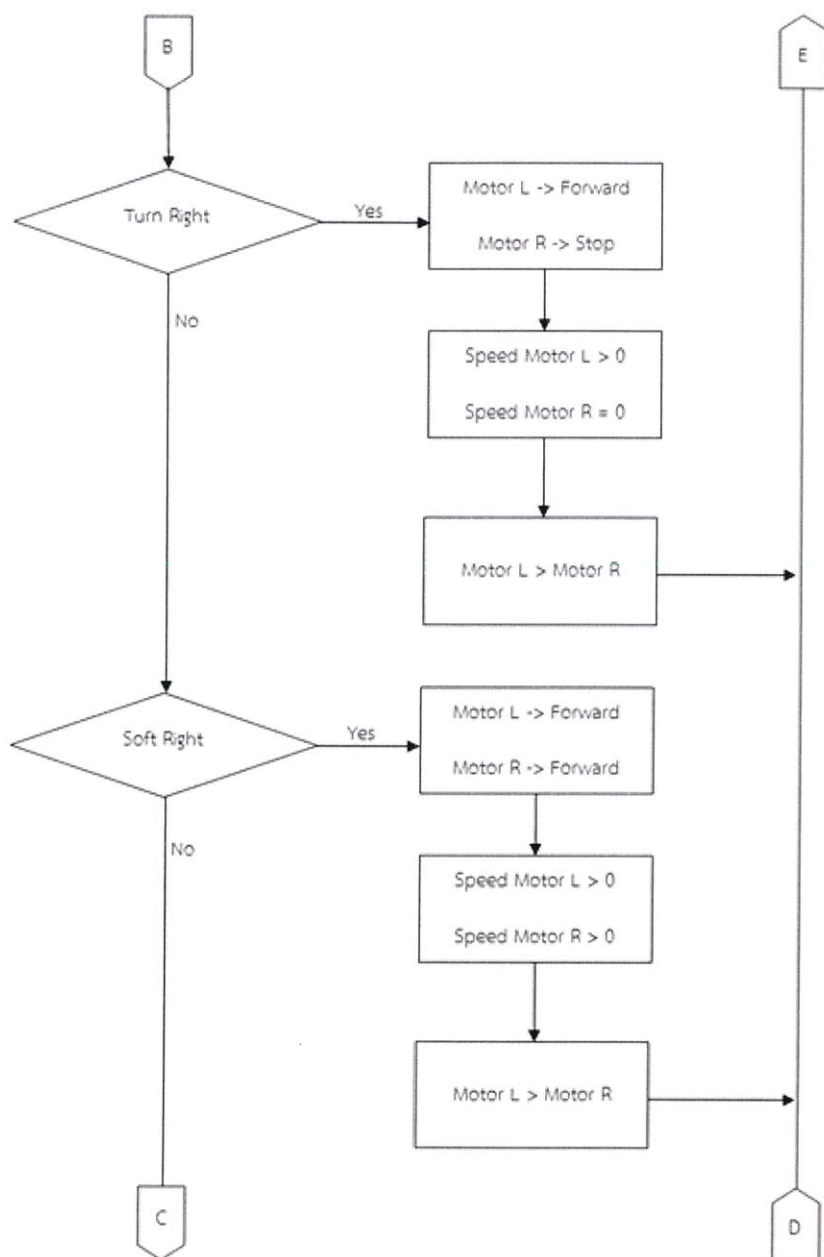 B
E
Turn Right
Yes
Motor L -> Forward
Motor R -> Stop
No
Speed Motor L > 0
Speed Motor R = 0
Motor L > Motor R
Soft Right
Yes
Motor L -> Forward
Motor R -> Forward
No
Speed Motor L > 0
Speed Motor R > 0
Motor L > Motor R
C
D